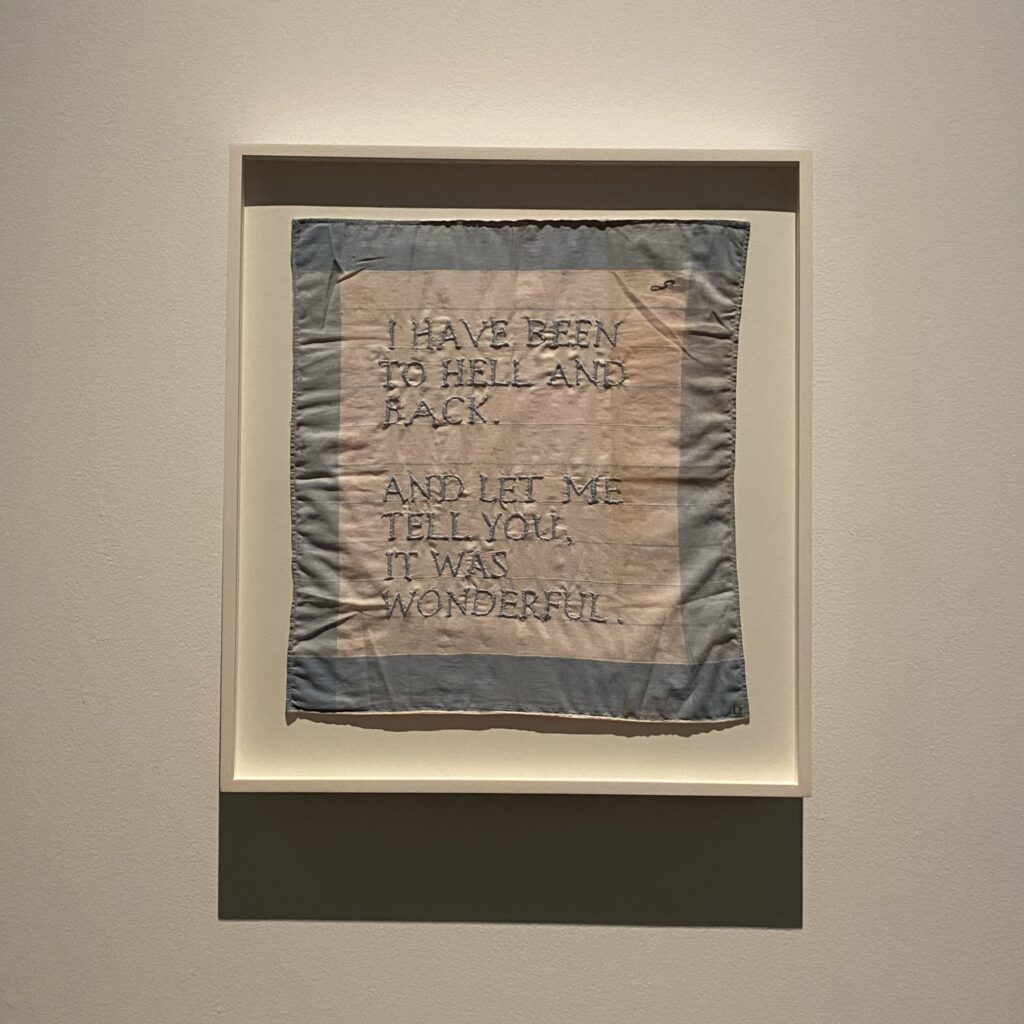 I HAVE BEEN
TO HELL AND
BACK.
AND LET ME
TELL YOU,
IT WAS
WONDERFUL.